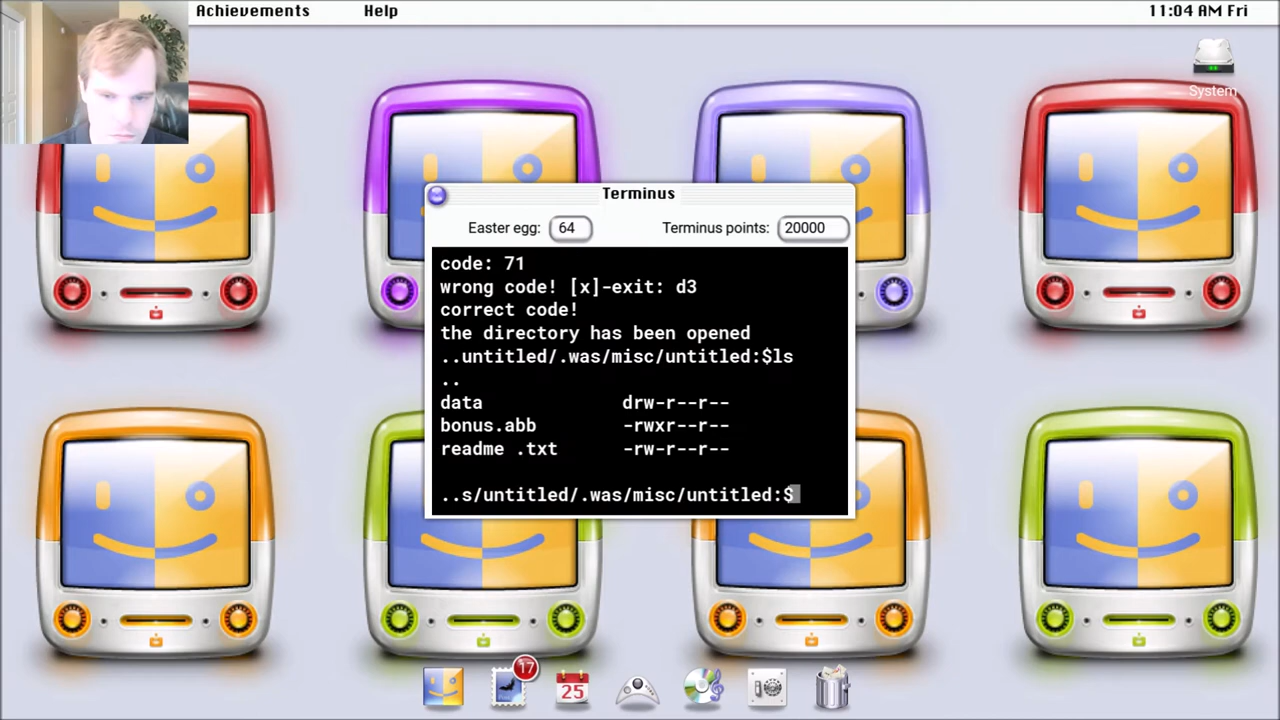 Achievements Help 11:04 AM Fri
System
Terminus
Easter egg: 64 Terminus points: 20000
code: 71
wrong code! [x]-exit: d3
correct code!
the directory has been opened
..untitled/.was/misc/untitled:$ls
..
data drw-r--r--
bonus.abb -rwxr--r--
readme .txt -rw-r--r--
..s/untitled/.was/misc/untitled:$
17
25